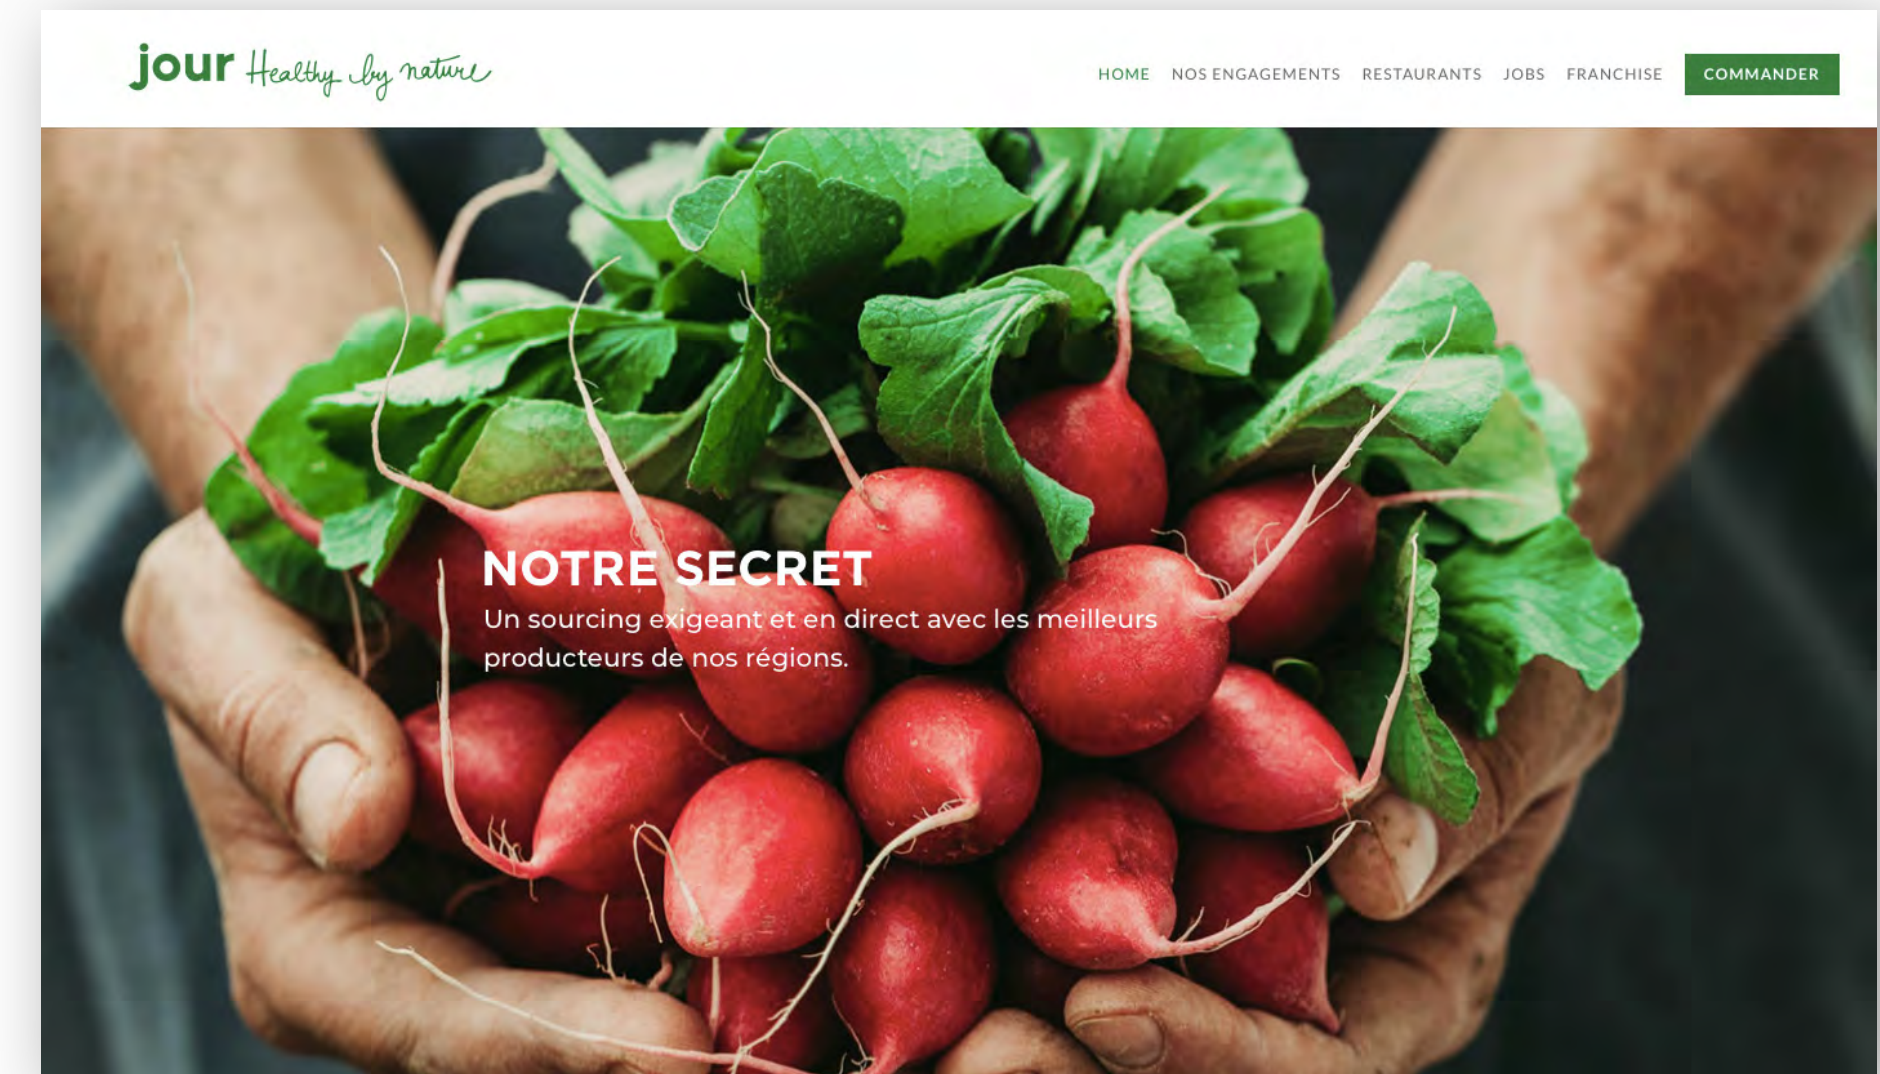 jour Healthy by nature
HOME NOS ENGAGEMENTS RESTAURANTS JOBS FRANCHISE COMMANDER
NOTRE SECRET
Un sourcing exigeant et en direct avec les meilleurs
producteurs de nos régions.